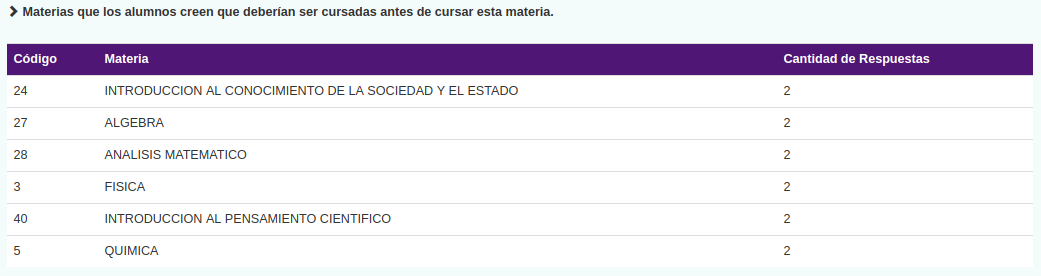 Materias que los alumnos creen que deberían ser cursadas antes de cursar esta materia.
Código Materia Cantidad de Respuestas
24 INTRODUCCION AL CONOCIMIENTO DE LA SOCIEDAD Y EL ESTADO 2
27 ALGEBRA 2
28 ANALISIS MATEMATICO 2
3 FISICA 2
40 INTRODUCCION AL PENSAMIENTO CIENTIFICO 2
5 QUIMICA 2